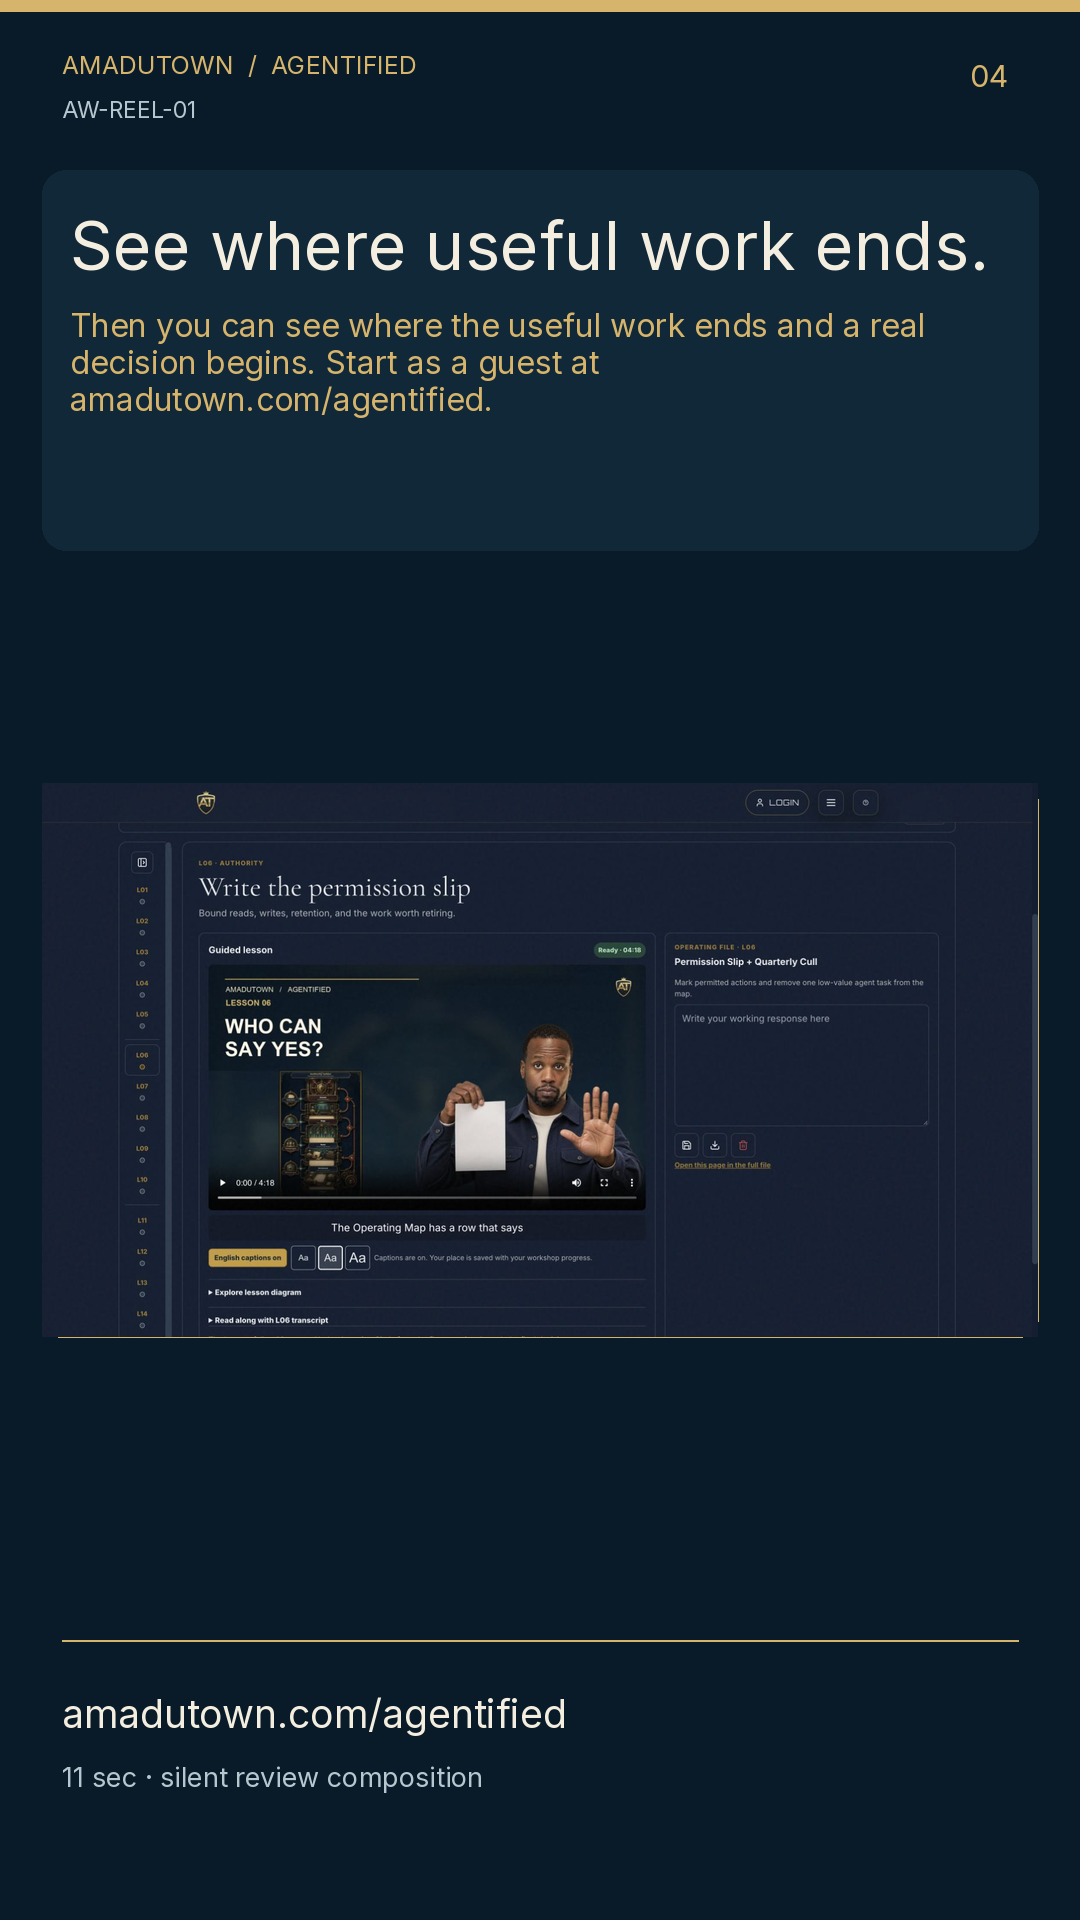 AMADUTOWN / AGENTIFIED
AW-REEL-01
04
See where useful work ends.
Then you can see where the useful work ends and a real
decision begins. Start as a guest at
amadutown.com/agentified.
AT
LOGIN
L06 · AUTHORITY
Write the permission slip
Bound reads, writes, retention, and the work worth retiring.
L01
L02
L03
L04
L05
L06
L07
L08
L09
L10
L11
L12
L13
L14
Guided lesson
Ready · 04:18
AMADUTOWN / AGENTIFIED
LESSON 06
AT
WHO CAN
SAY YES?
0:00 / 4:18
The Operating Map has a row that says
English captions on
Aa
Aa
Aa
Captions are on. Your place is saved with your workshop progress.
Explore lesson diagram
Read along with L06 transcript
OPERATING FILE · L06
Permission Slip + Quarterly Cull
Mark permitted actions and remove one low-value agent task from the
map.
Write your working response here
Open this page in the full file
amadutown.com/agentified
11 sec · silent review composition